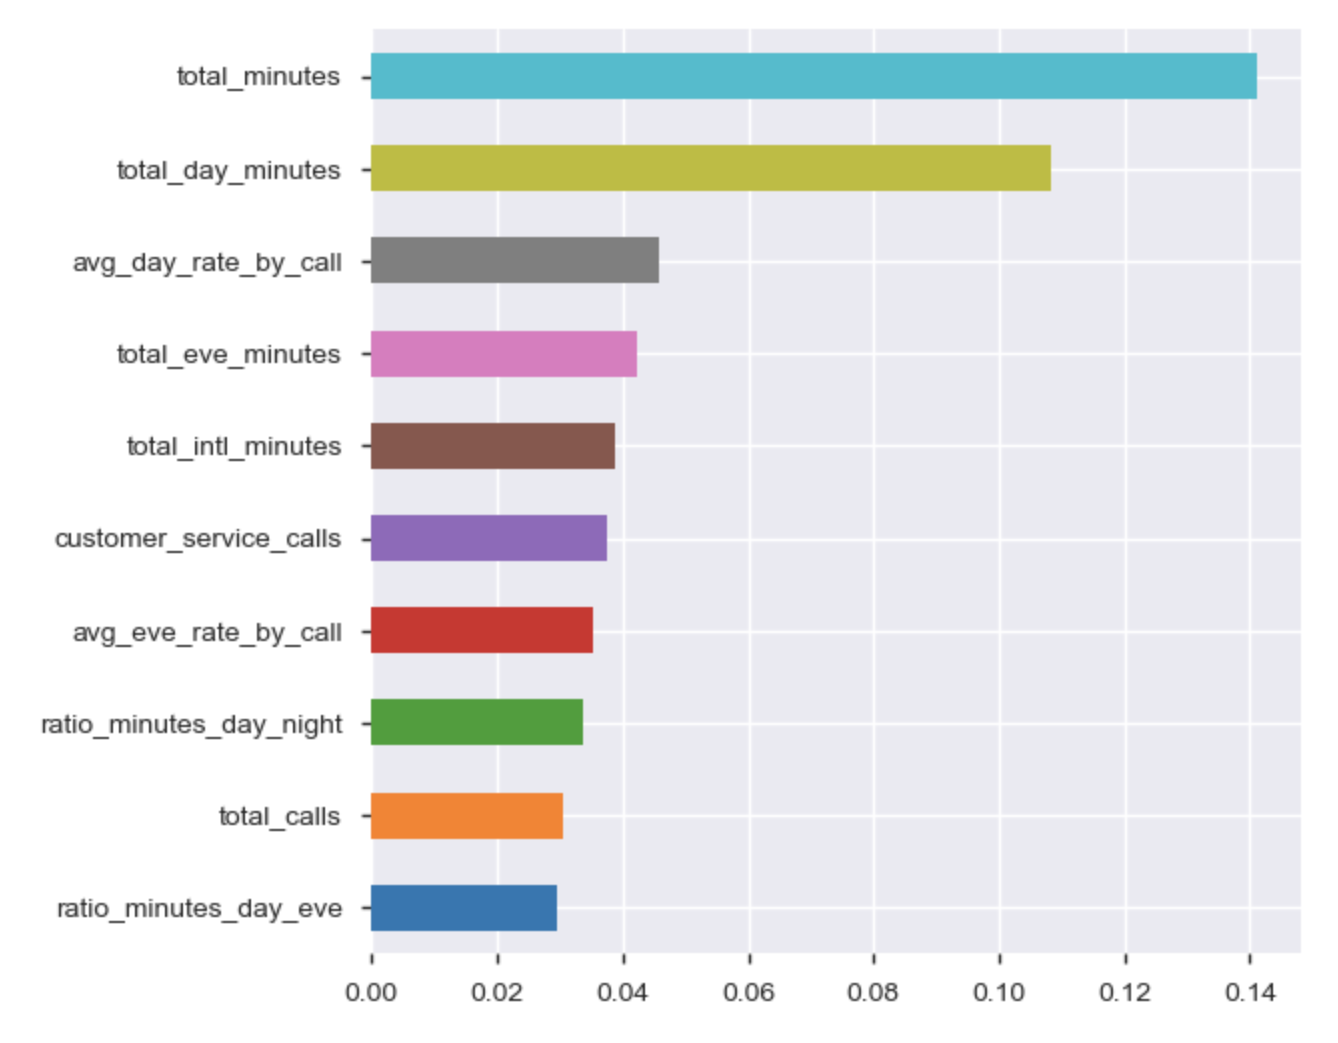 total_minutes
total_day_minutes
avg_day_rate_by_call
total_eve_minutes
total_intl_minutes
customer_service_calls
avg_eve_rate_by_call
ratio_minutes_day_night
total_calls
ratio_minutes_day_eve
0.00 0.02 0.04 0.06 0.08 0.10 0.12 0.14